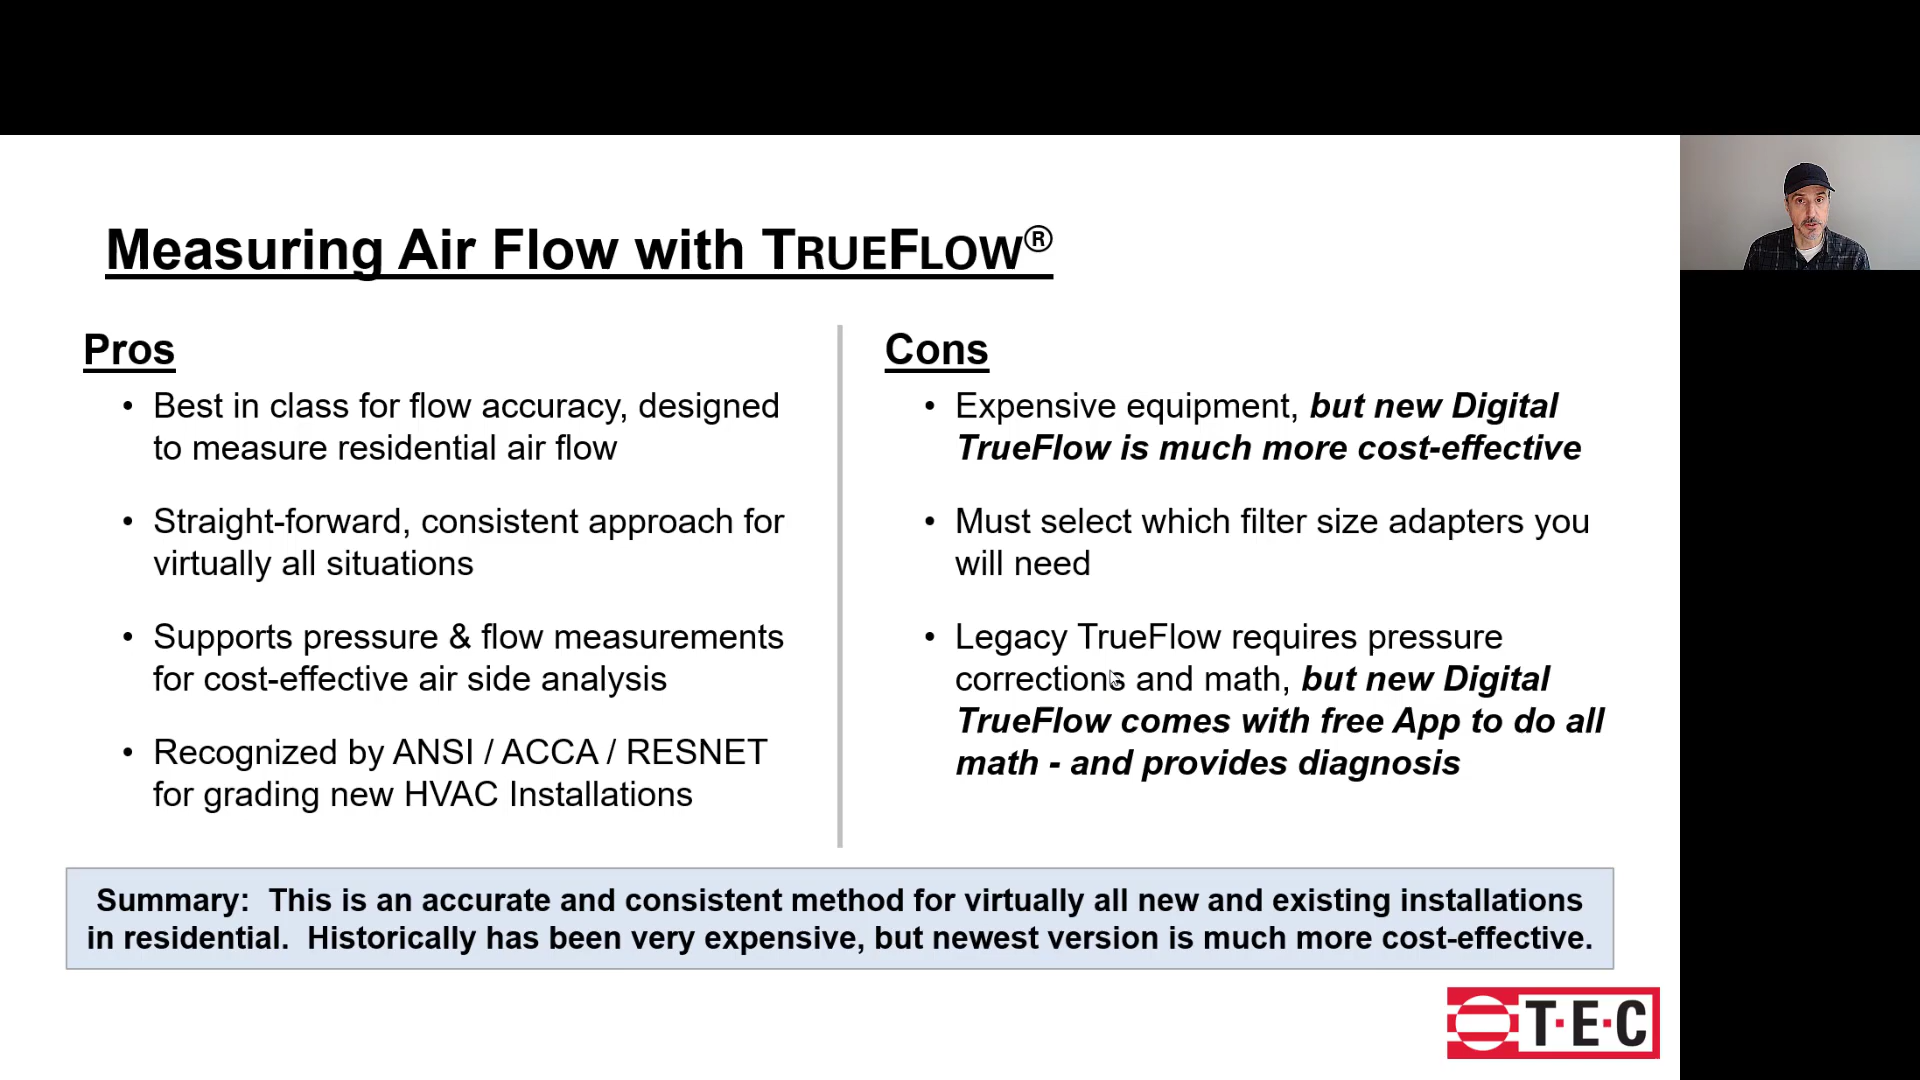 Measuring Air Flow with TRUEFLOW®
Pros
• Best in class for flow accuracy, designed
to measure residential air flow
• Straight-forward, consistent approach for
virtually all situations
• Supports pressure & flow measurements
for cost-effective air side analysis
• Recognized by ANSI / ACCA / RESNET
for grading new HVAC Installations
Cons
• Expensive equipment, but new Digital
TrueFlow is much more cost-effective
• Must select which filter size adapters you
will need
• Legacy TrueFlow requires pressure
corrections and math, but new Digital
TrueFlow comes with free App to do all
math - and provides diagnosis
Summary: This is an accurate and consistent method for virtually all new and existing installations
in residential. Historically has been very expensive, but newest version is much more cost-effective.
T·E·C